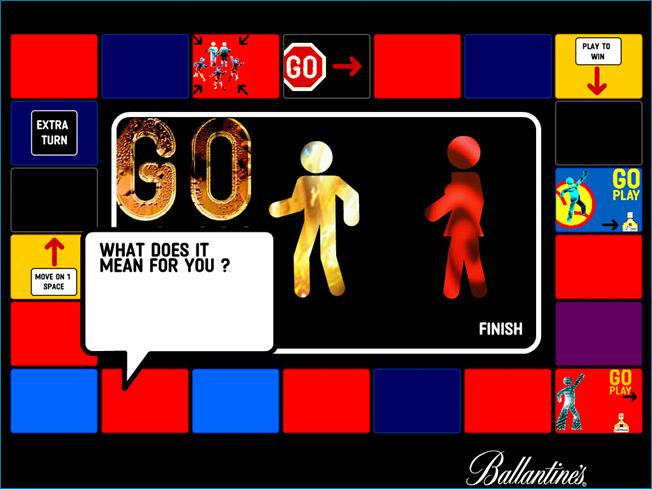 GO
PLAY TO
WIN
EXTRA
TURN
GO
GO
PLAY
MOVE ON 1
SPACE
WHAT DOES IT
MEAN FOR YOU ?
FINISH
GO
PLAY
Ballantine's